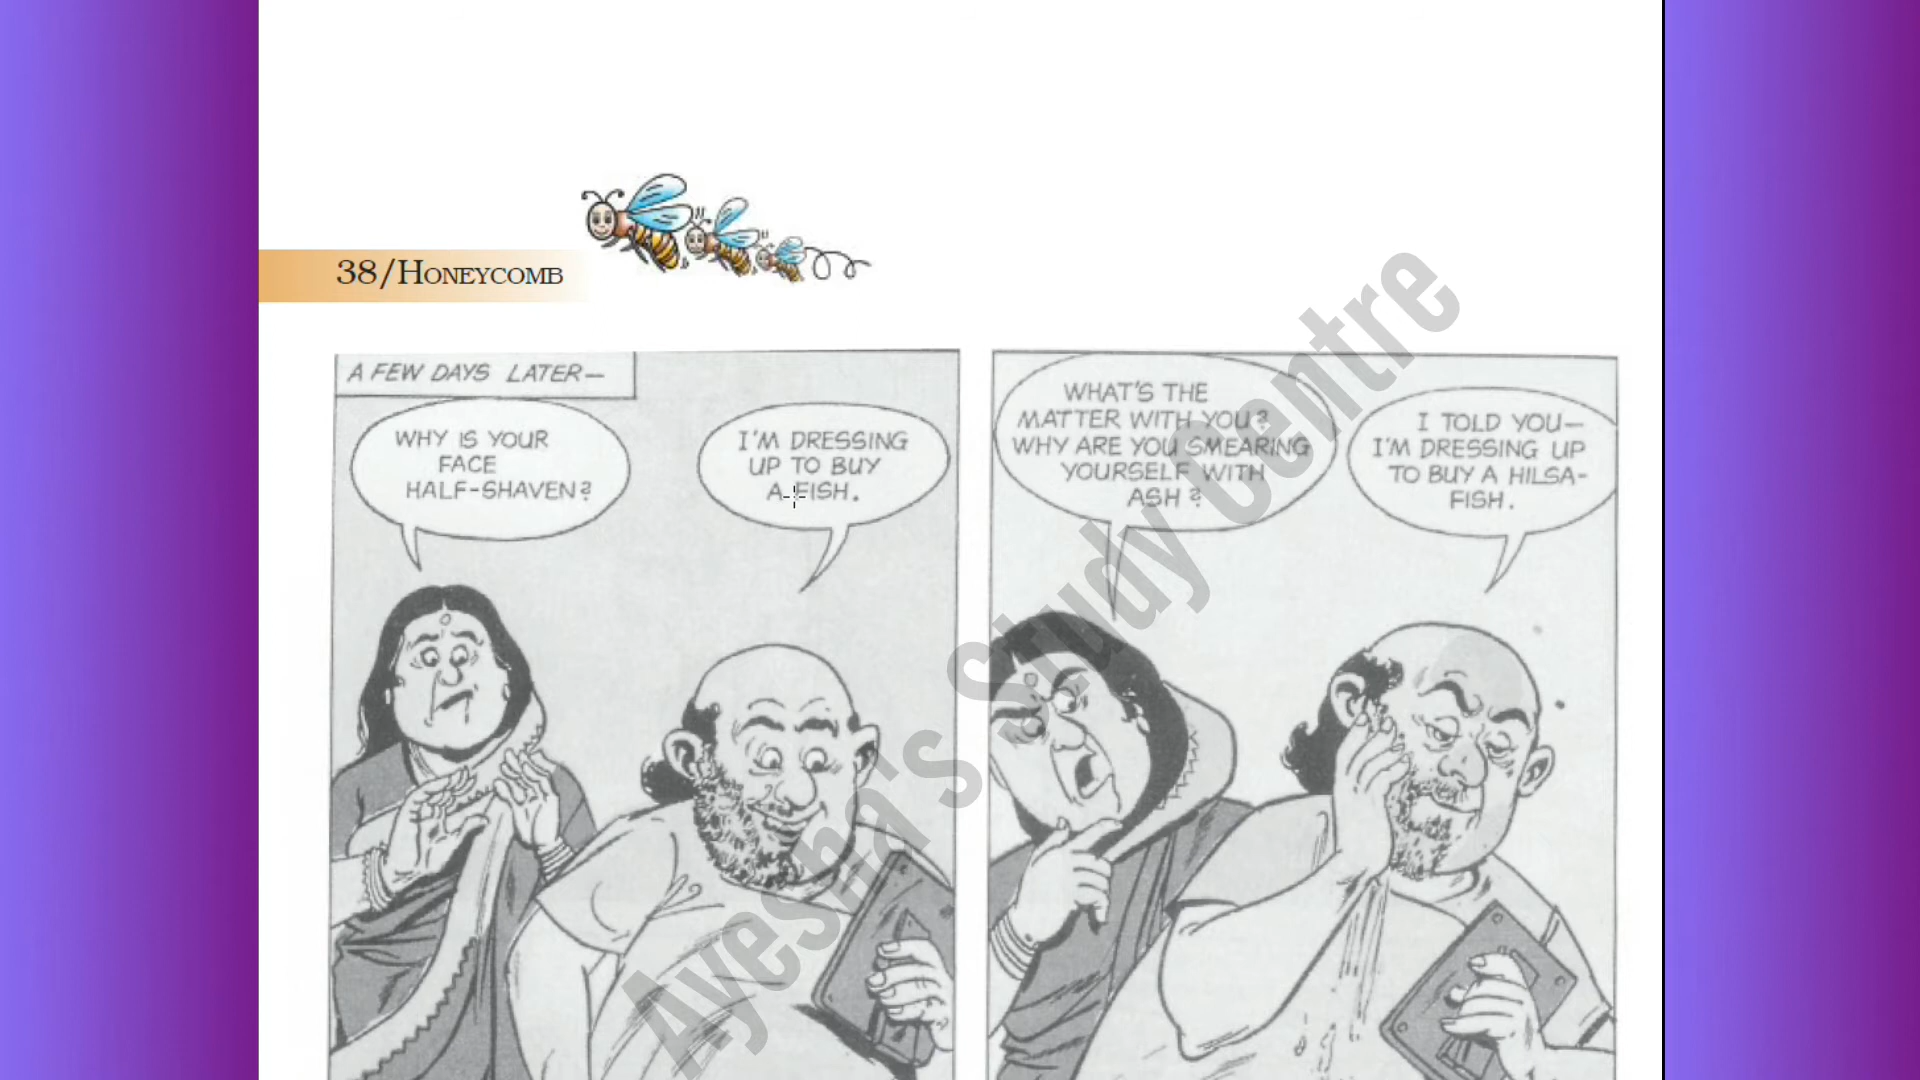 38/HONEYCOMB
A FEW DAYS LATER—
WHY IS YOUR
FACE
HALF-SHAVEN?
I'M DRESSING
UP TO BUY
A FISH.
WHAT'S THE
MATTER WITH YOU?
WHY ARE YOU SMEARING
YOURSELF WITH
ASH?
I TOLD YOU—
I'M DRESSING UP
TO BUY A HILSA-
FISH.
Ayesha's Study Centre